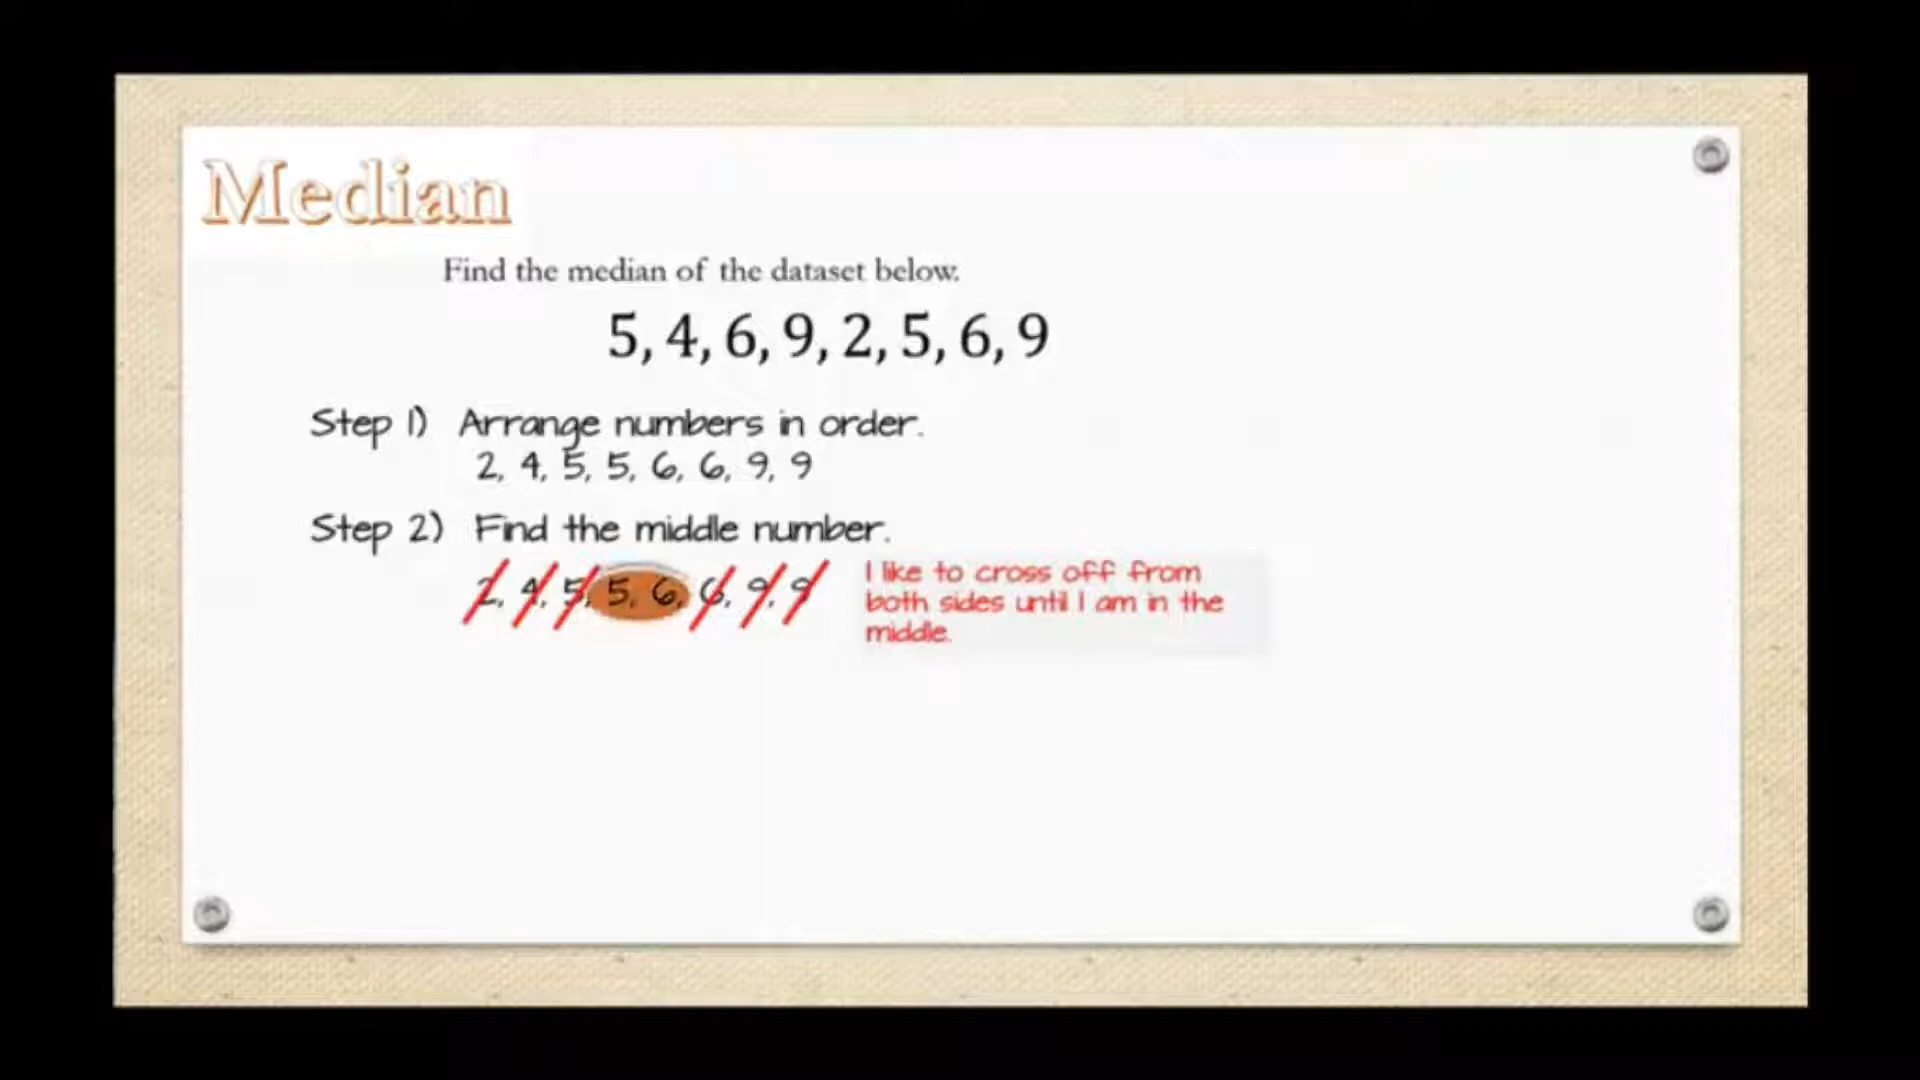 Median
Find the median of the dataset below.
5, 4, 6, 9, 2, 5, 6, 9
Step 1) Arrange numbers in order.
2, 4, 5, 5, 6, 6, 9, 9
Step 2) Find the middle number.
2, 4, 5, 5, 6, 6, 9, 9
I like to cross off from
both sides until I am in the
middle.